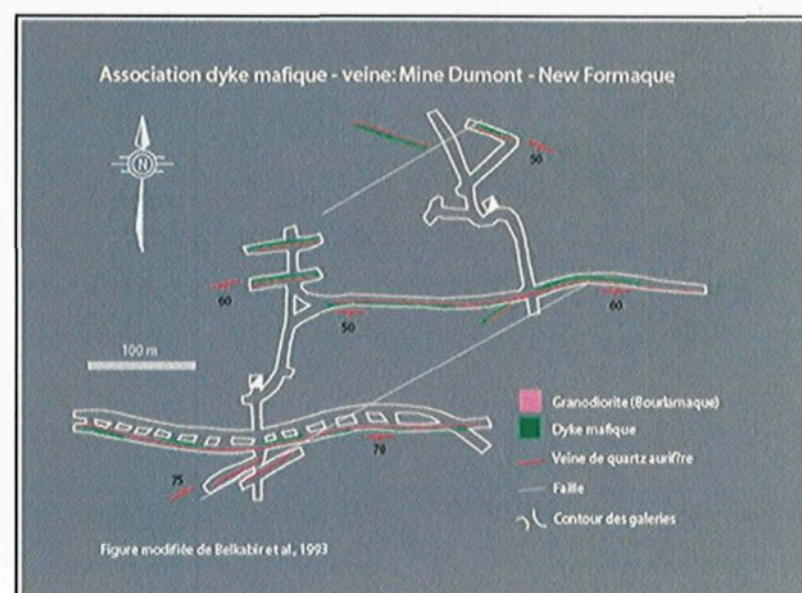 Association dyke mafique - veine: Mine Dumont - New Formaque
N
50
60
50
60
100 m
70
75
Granodiorite (Bourlamaque)
Dyke mafique
Veine de quartz aurifîre
Faille
Contour des galeries
Figure modifiée de Belkabir et al., 1993